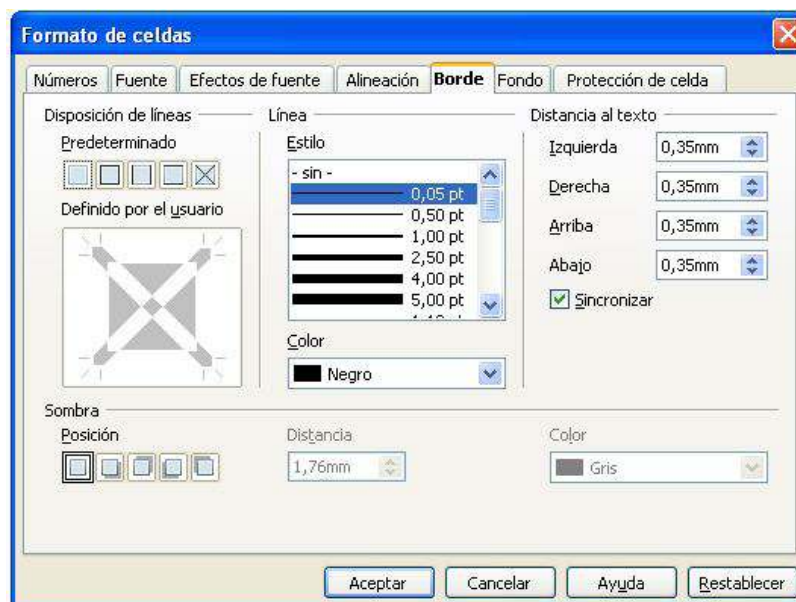 Formato de celdas
Números Fuente Efectos de fuente Alineación Borde Fondo Protección de celda
Disposición de líneas
Predeterminado
Definido por el usuario
Línea
Estilo
- sin -
0,05 pt
0,50 pt
1,00 pt
2,50 pt
4,00 pt
5,00 pt
Color
Negro
Distancia al texto
Izquierda 0,35mm
Derecha 0,35mm
Arriba 0,35mm
Abajo 0,35mm
Sincronizar
Sombra
Posición
Distancia
1,76mm
Color
Gris
Aceptar Cancelar Ayuda Restablecer